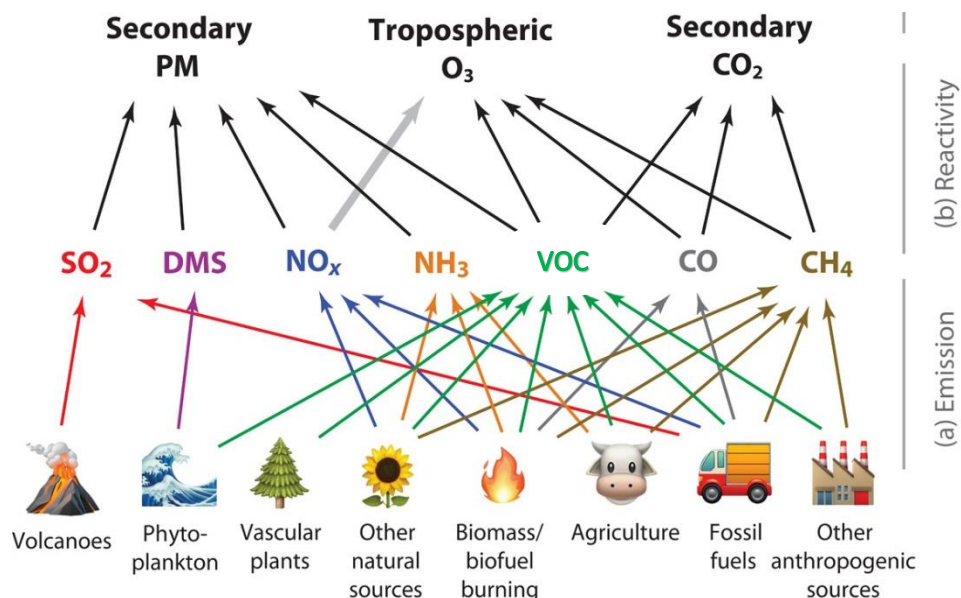 Secondary
PM
Tropospheric
O₃
Secondary
CO₂
(b) Reactivity
SO₂
DMS
NOₓ
NH₃
VOC
CO
CH₄
(a) Emission
Volcanoes
Phyto-
plankton
Vascular
plants
Other
natural
sources
Biomass/
biofuel
burning
Agriculture
Fossil
fuels
Other
anthropogenic
sources